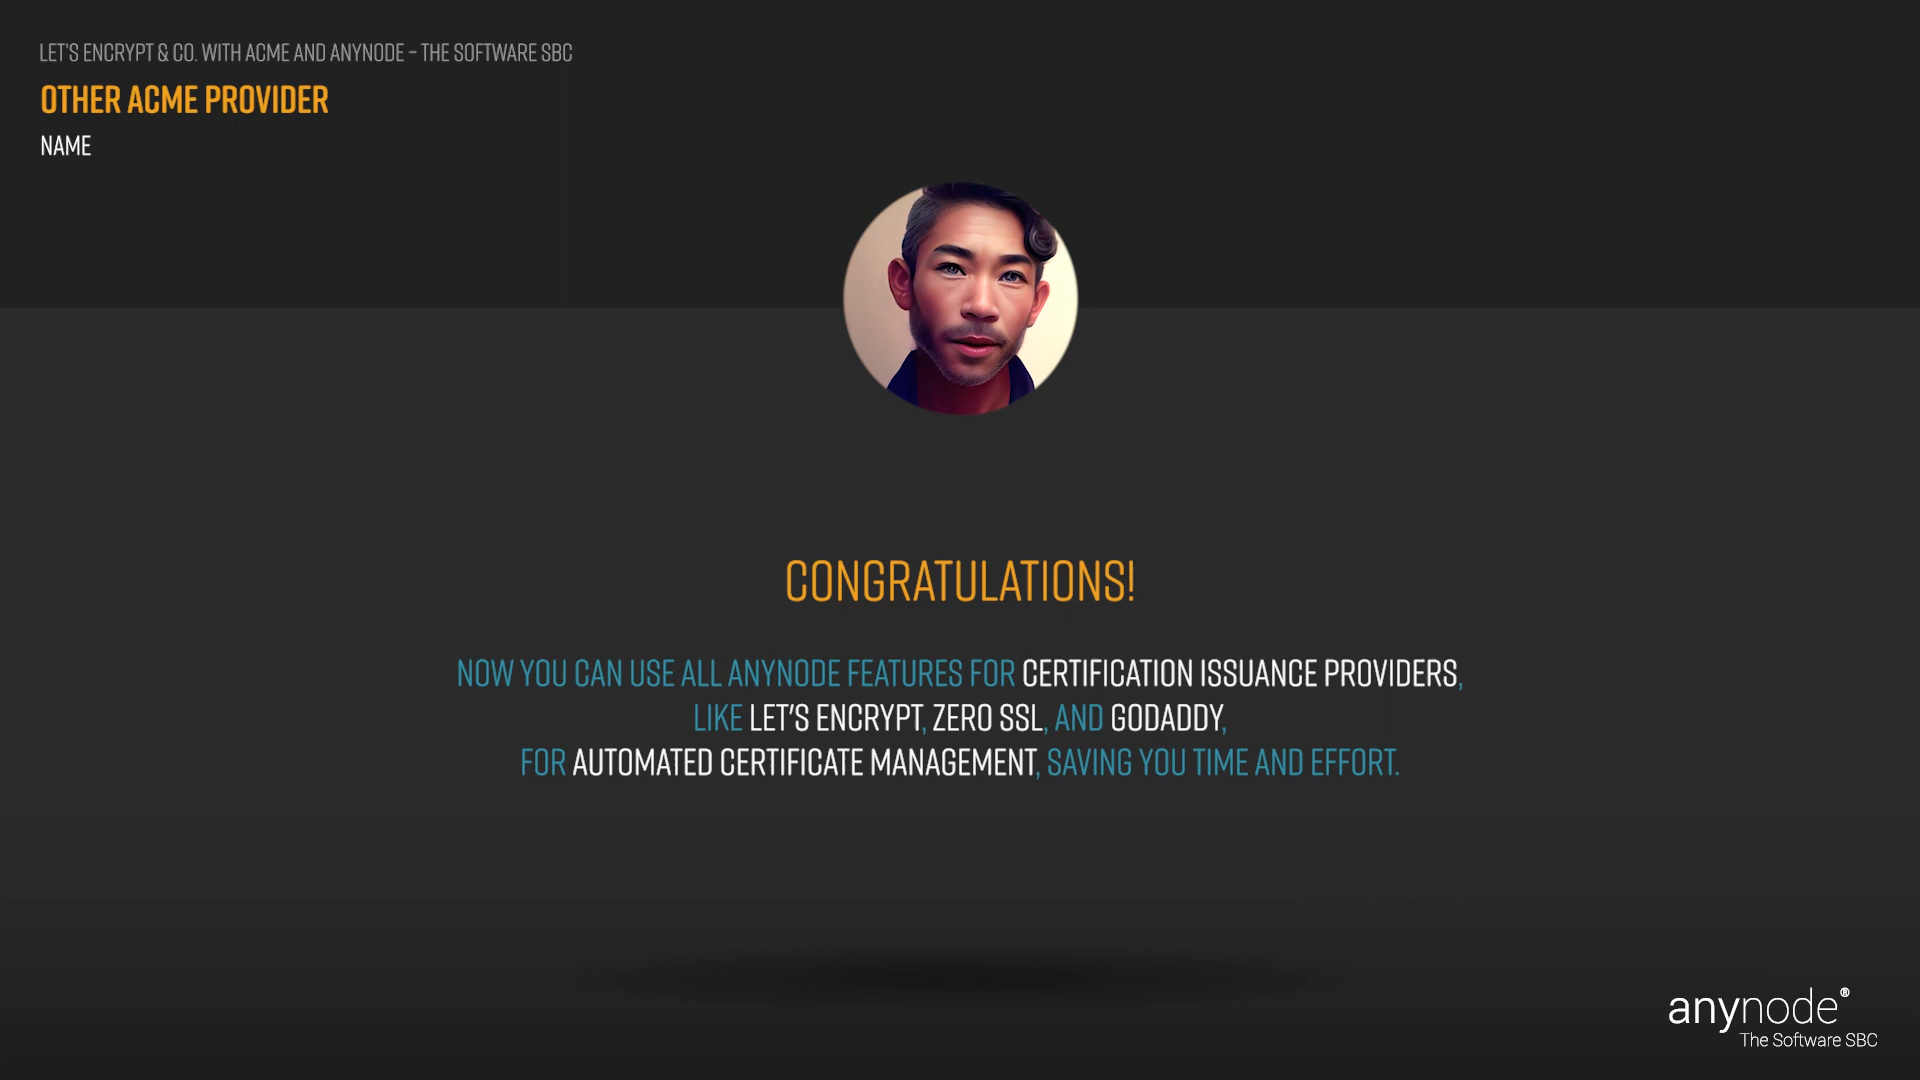 LET'S ENCRYPT & CO. WITH ACME AND ANYNODE – THE SOFTWARE SBC
OTHER ACME PROVIDER
NAME
CONGRATULATIONS!
NOW YOU CAN USE ALL ANYNODE FEATURES FOR CERTIFICATION ISSUANCE PROVIDERS,
LIKE LET'S ENCRYPT, ZERO SSL, AND GODADDY,
FOR AUTOMATED CERTIFICATE MANAGEMENT, SAVING YOU TIME AND EFFORT.
anynode®
The Software SBC